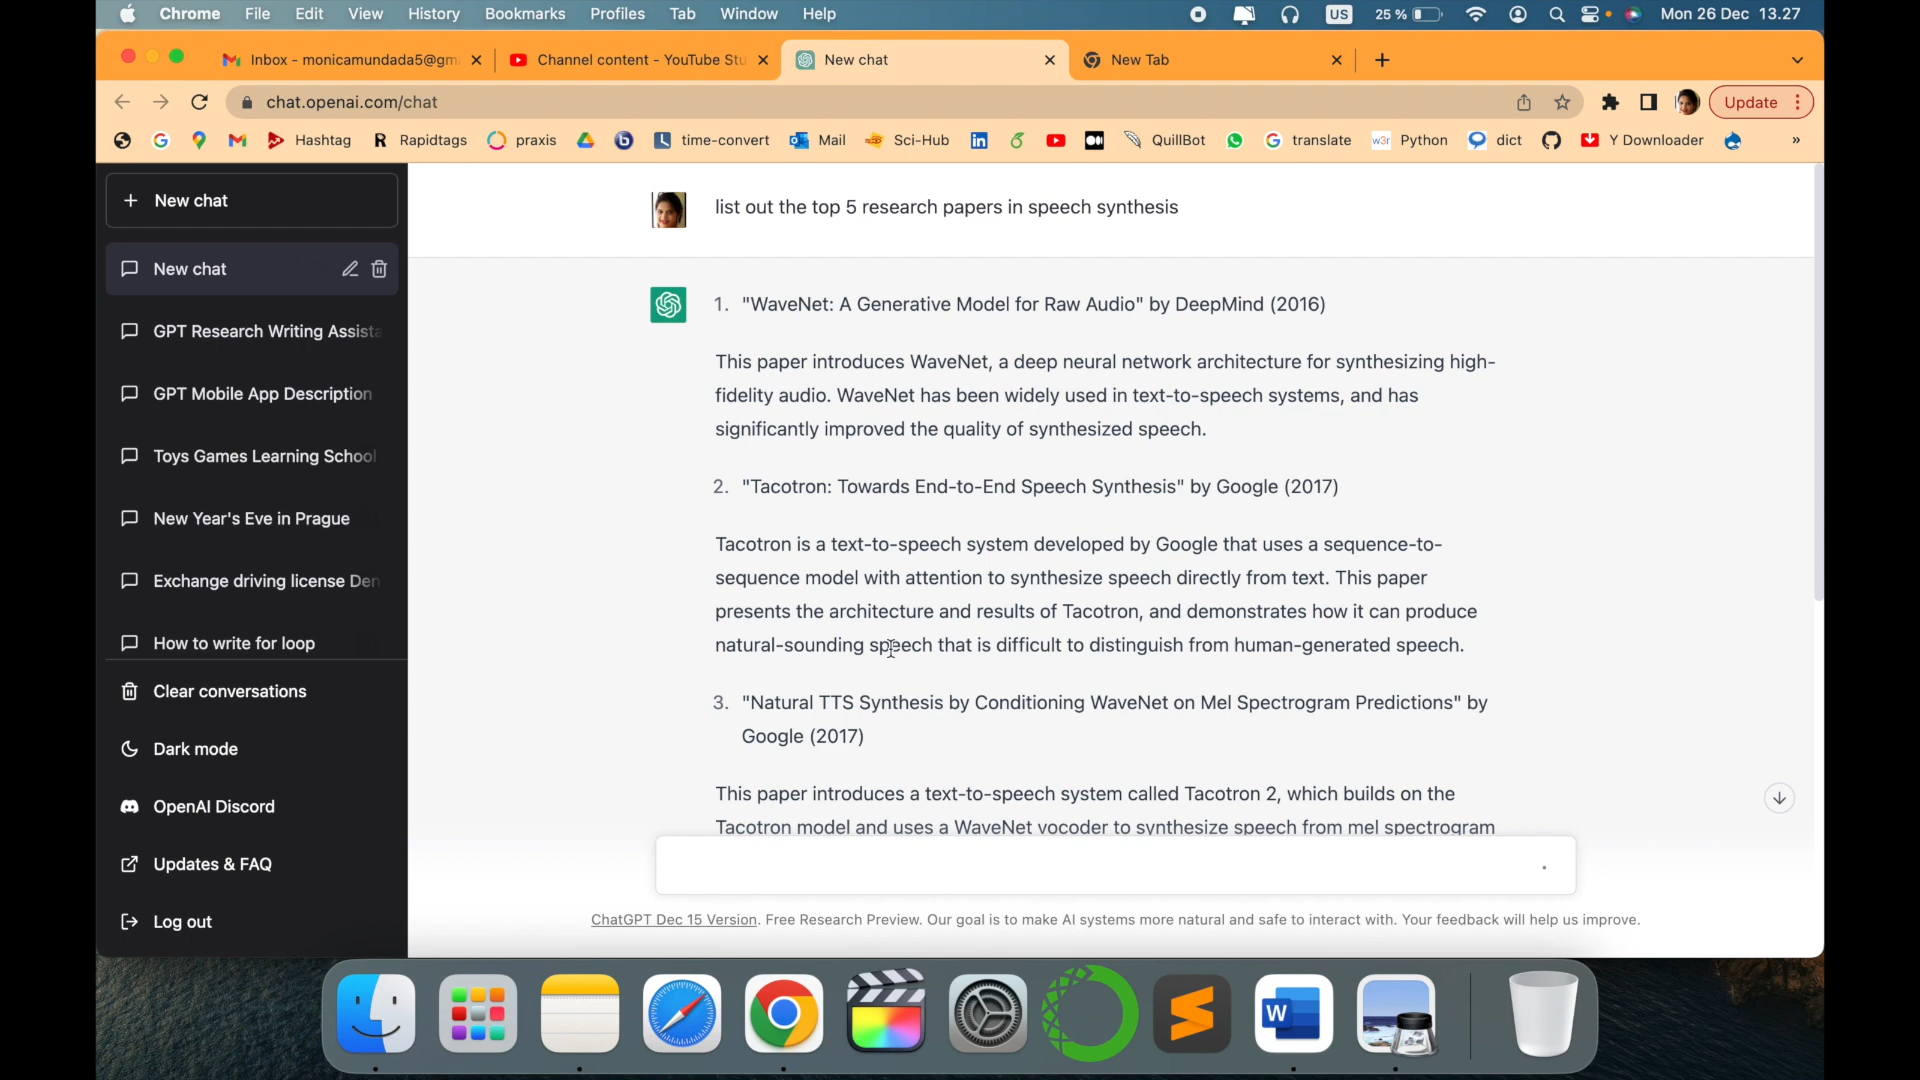 Chrome File Edit View History Bookmarks Profiles Tab Window Help US 25 % Mon 26 Dec 13.27
Inbox - monicamundada5@gm Channel content - YouTube Stu New chat New Tab
chat.openai.com/chat Update
Hashtag R Rapidtags praxis time-convert Mail Sci-Hub QuillBot translate w3r Python dict Y Downloader »
New chat
New chat
GPT Research Writing Assista
GPT Mobile App Description
Toys Games Learning School
New Year's Eve in Prague
Exchange driving license Den
How to write for loop
Clear conversations
Dark mode
OpenAI Discord
Updates & FAQ
Log out
list out the top 5 research papers in speech synthesis
1. "WaveNet: A Generative Model for Raw Audio" by DeepMind (2016)
This paper introduces WaveNet, a deep neural network architecture for synthesizing high-
fidelity audio. WaveNet has been widely used in text-to-speech systems, and has
significantly improved the quality of synthesized speech.
2. "Tacotron: Towards End-to-End Speech Synthesis" by Google (2017)
Tacotron is a text-to-speech system developed by Google that uses a sequence-to-
sequence model with attention to synthesize speech directly from text. This paper
presents the architecture and results of Tacotron, and demonstrates how it can produce
natural-sounding speech that is difficult to distinguish from human-generated speech.
3. "Natural TTS Synthesis by Conditioning WaveNet on Mel Spectrogram Predictions" by
Google (2017)
This paper introduces a text-to-speech system called Tacotron 2, which builds on the
Tacotron model and uses a WaveNet vocoder to synthesize speech from mel spectrogram
ChatGPT Dec 15 Version. Free Research Preview. Our goal is to make AI systems more natural and safe to interact with. Your feedback will help us improve.
W